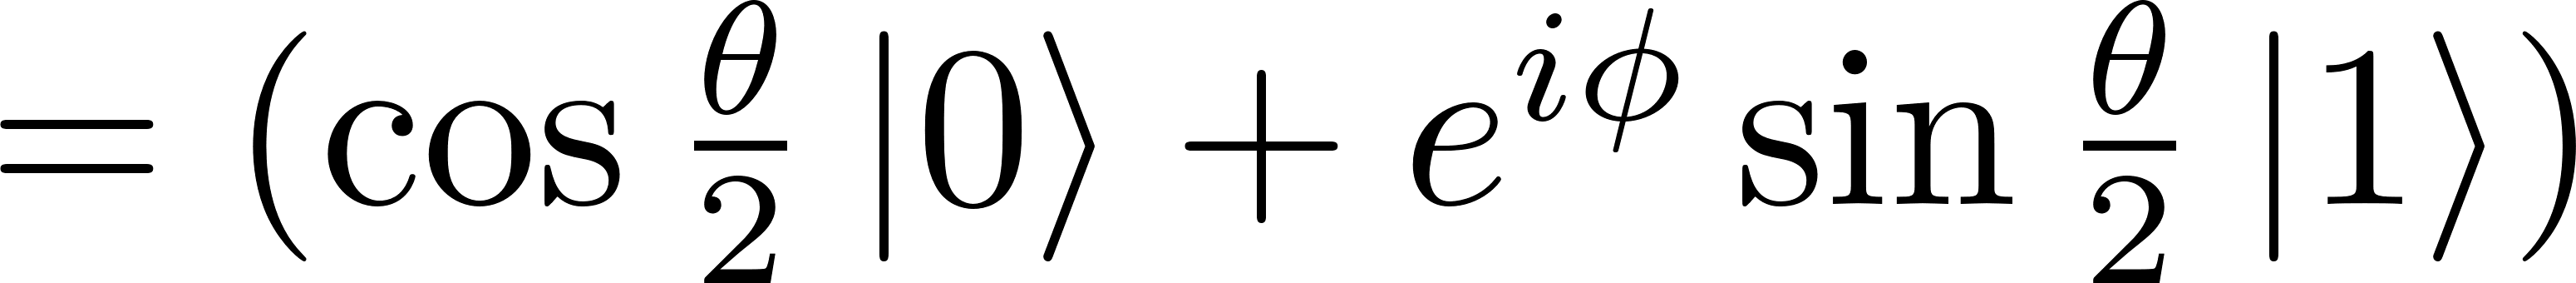 = (cos θ/2 |0⟩ + e^{iϕ} sin θ/2 |1⟩)